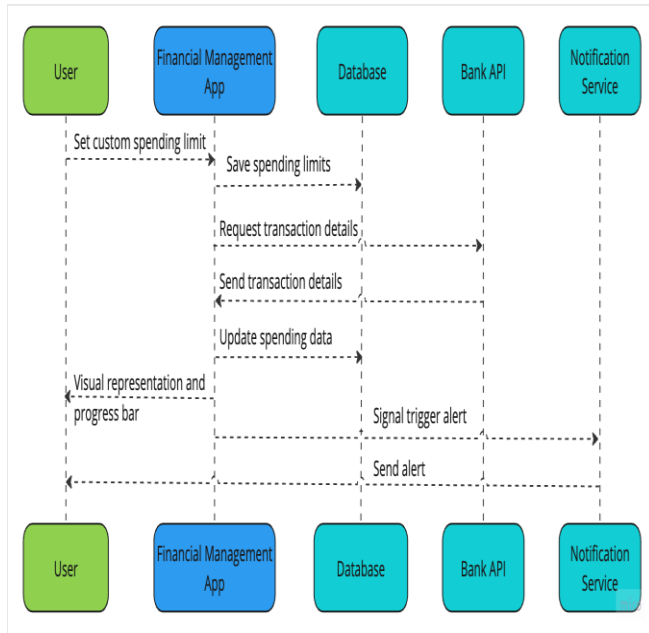 User
Financial Management
App
Database
Bank API
Notification
Service
Set custom spending limit
Save spending limits
Request transaction details
Send transaction details
Update spending data
Visual representation and
progress bar
Signal trigger alert
Send alert
User
Financial Management
App
Database
Bank API
Notification
Service